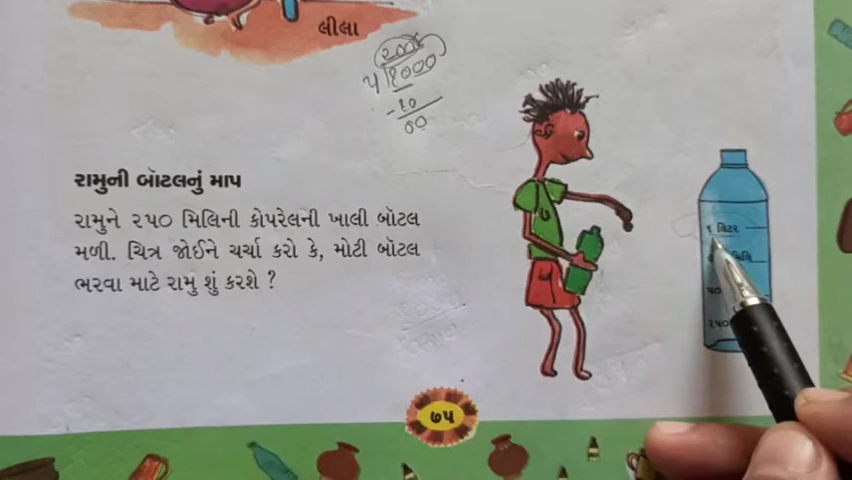 લીલા
૨૦૦
૫ ૧૦૦૦
- ૧૦
૦૦
રામુની બૉટલનું માપ
રામુને ૨૫૦ મિલિની કોપરેલની ખાલી બૉટલ
મળી. ચિત્ર જોઈને ચર્ચા કરો કે, મોટી બૉટલ
ભરવા માટે રામુ શું કરશે ?
૧ લિટર
મિલિ
૨૫૦
૭૫